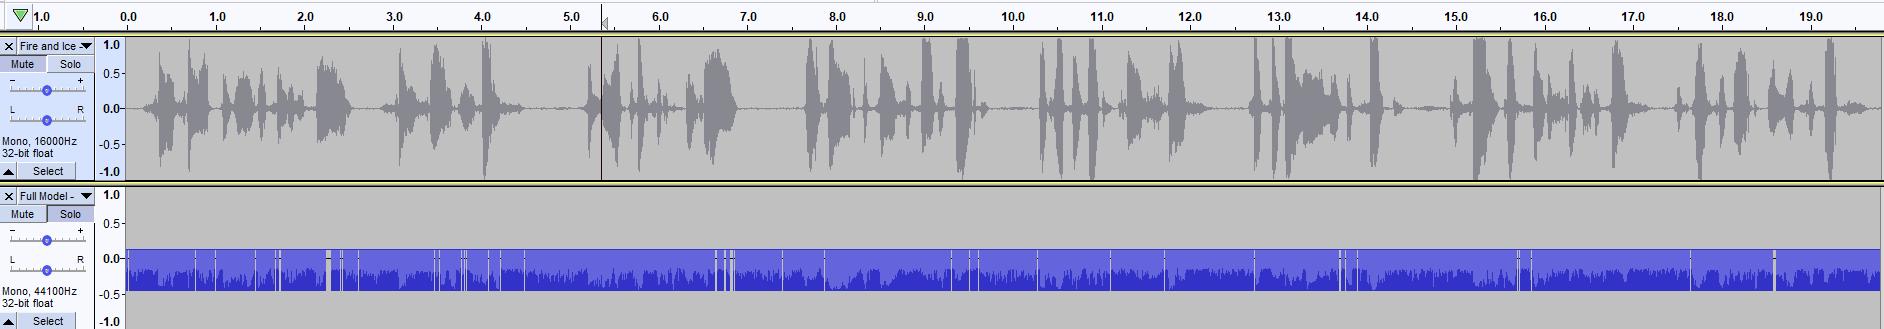 1.0 0.0 1.0 2.0 3.0 4.0 5.0 6.0 7.0 8.0 9.0 10.0 11.0 12.0 13.0 14.0 15.0 16.0 17.0 18.0 19.0
Fire and Ice -
1.0
Mute Solo
0.5
- +
0.0
L R
-0.5
Mono, 16000Hz
32-bit float
-1.0
Select
Full Model -
1.0
Mute Solo
0.5
- +
0.0
L R
-0.5
Mono, 44100Hz
32-bit float
-1.0
Select